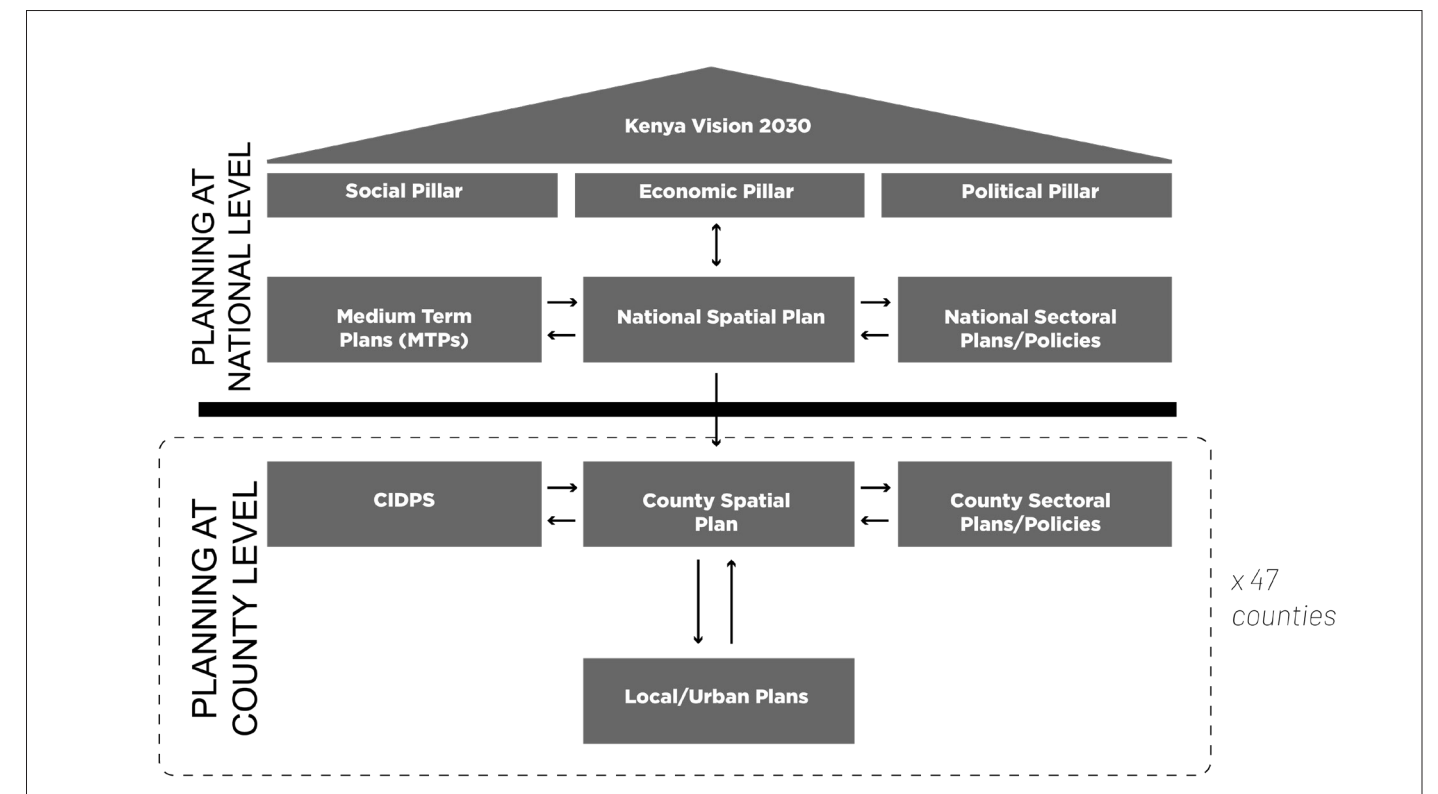 Kenya Vision 2030
PLANNING AT
NATIONAL LEVEL
Social Pillar
Economic Pillar
Political Pillar
Medium Term
Plans (MTPs)
National Spatial Plan
National Sectoral
Plans/Policies
PLANNING AT
COUNTY LEVEL
CIDPS
County Spatial
Plan
County Sectoral
Plans/Policies
x 47
counties
Local/Urban Plans